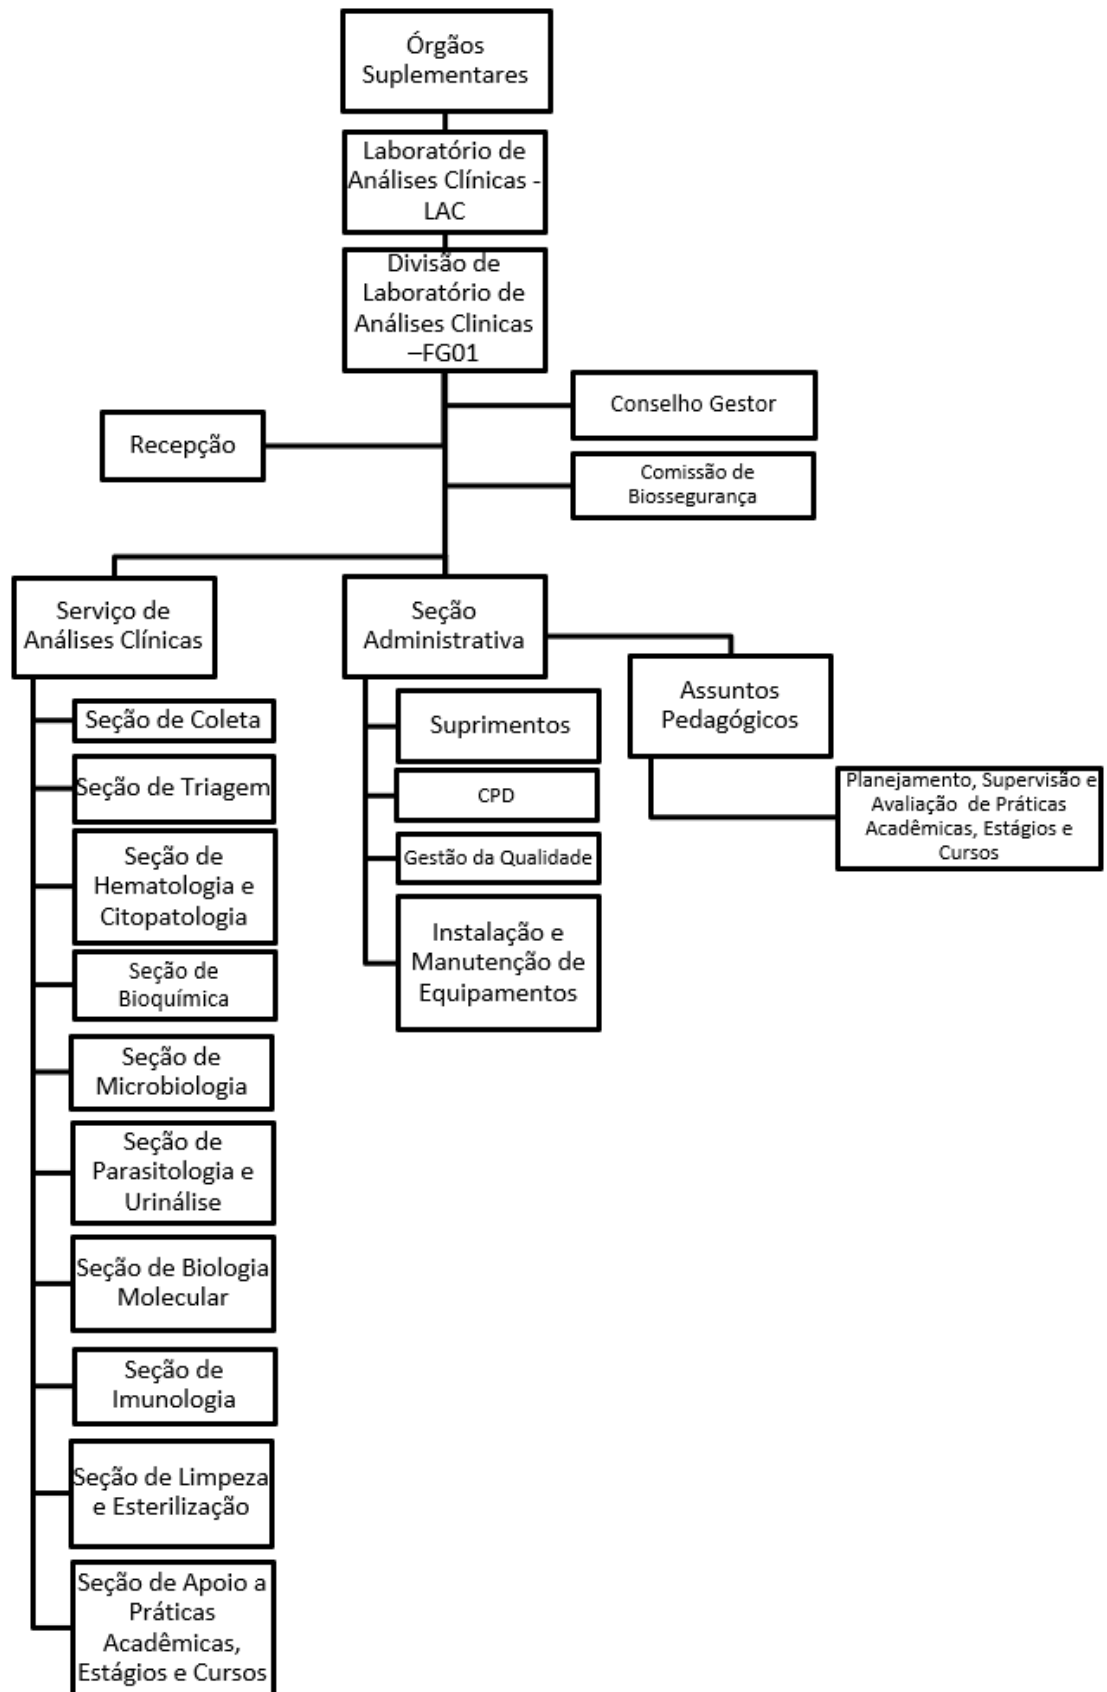 Órgãos
Suplementares
Laboratório de
Análises Clínicas -
LAC
Divisão de
Laboratório de
Análises Clinicas
–FG01
Conselho Gestor
Recepção
Comissão de
Biossegurança
Serviço de
Análises Clínicas
Seção
Administrativa
Assuntos
Pedagógicos
Seção de Coleta
Seção de Triagem
Seção de
Hematologia e
Citopatologia
Seção de
Bioquímica
Seção de
Microbiologia
Seção de
Parasitologia e
Urinálise
Seção de Biologia
Molecular
Seção de
Imunologia
Seção de Limpeza
e Esterilização
Seção de Apoio a
Práticas
Acadêmicas,
Estágios e Cursos
Suprimentos
CPD
Gestão da Qualidade
Instalação e
Manutenção de
Equipamentos
Planejamento, Supervisão e
Avaliação  de Práticas
Acadêmicas, Estágios e
Cursos